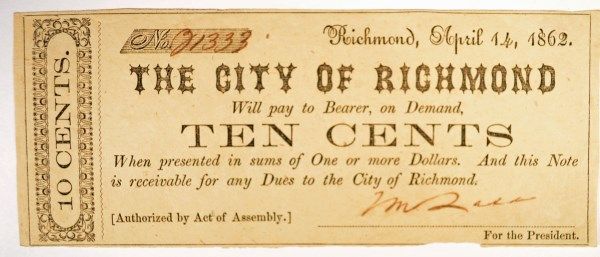 No. 21333
Richmond, April 14, 1862.
10 CENTS.
THE CITY OF RICHMOND
Will pay to Bearer, on Demand,
TEN CENTS
When presented in sums of One or more Dollars. And this Note
is receivable for any Dues to the City of Richmond.
[Authorized by Act of Assembly.]
For the President.